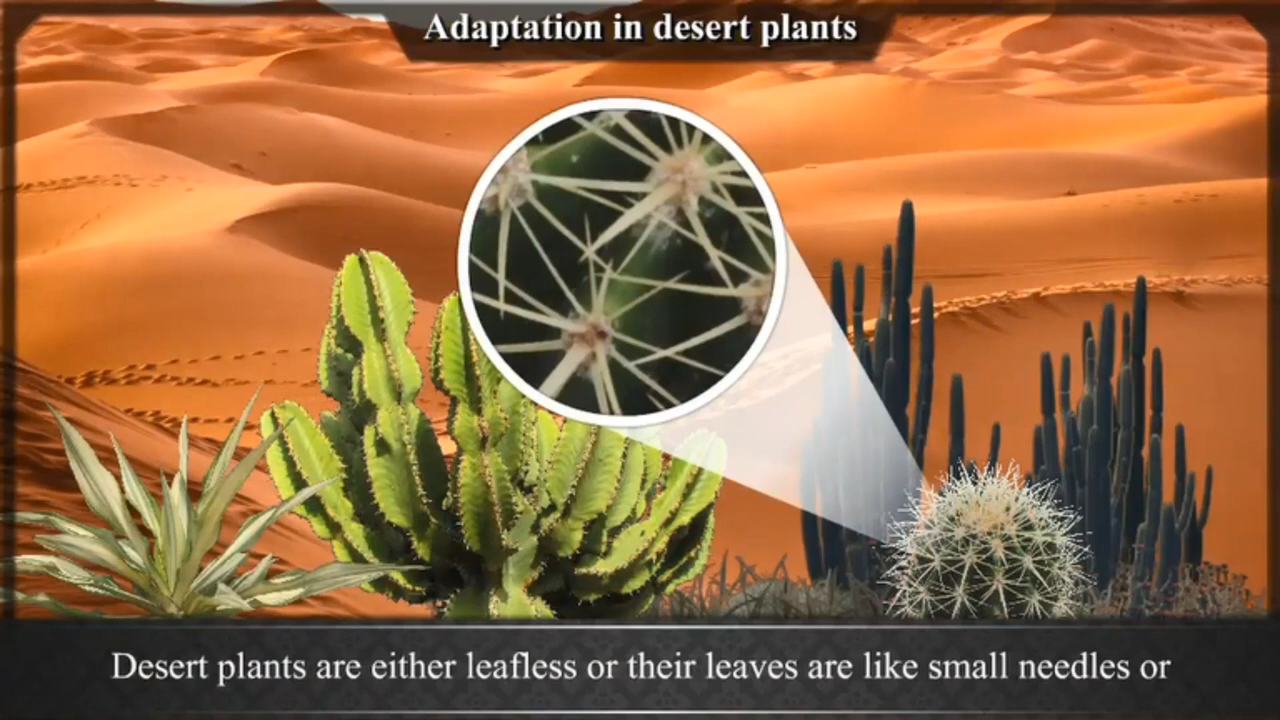 Adaptation in desert plants
Desert plants are either leafless or their leaves are like small needles or